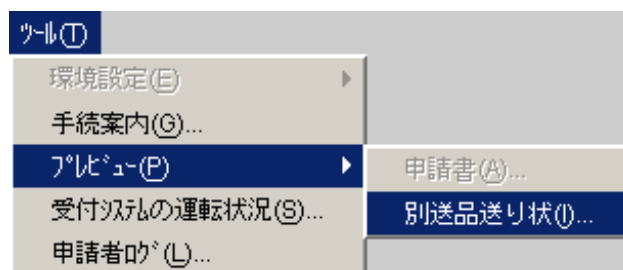 ﾂｰﾙ(T)
環境設定(E)
手続案内(G)...
ﾌﾟﾚﾋﾞｭｰ(P)
申請書(A)...
受付ｼｽﾃﾑの運転状況(S)...
別送品送り状(I)...
申請者ﾛｸﾞ(L)...